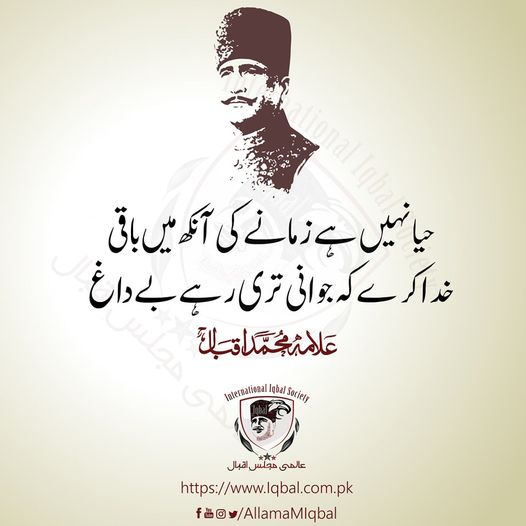 حیا نہیں ہے زمانے کی آنکھ میں باقی
خدا کرے کہ جوانی تری رہے بے داغ
علامہ محمد اقبالؒ
International Iqbal Society
Iqbal
عالمی مجلس اقبال
https://www.Iqbal.com.pk
/AllamaMIqbal